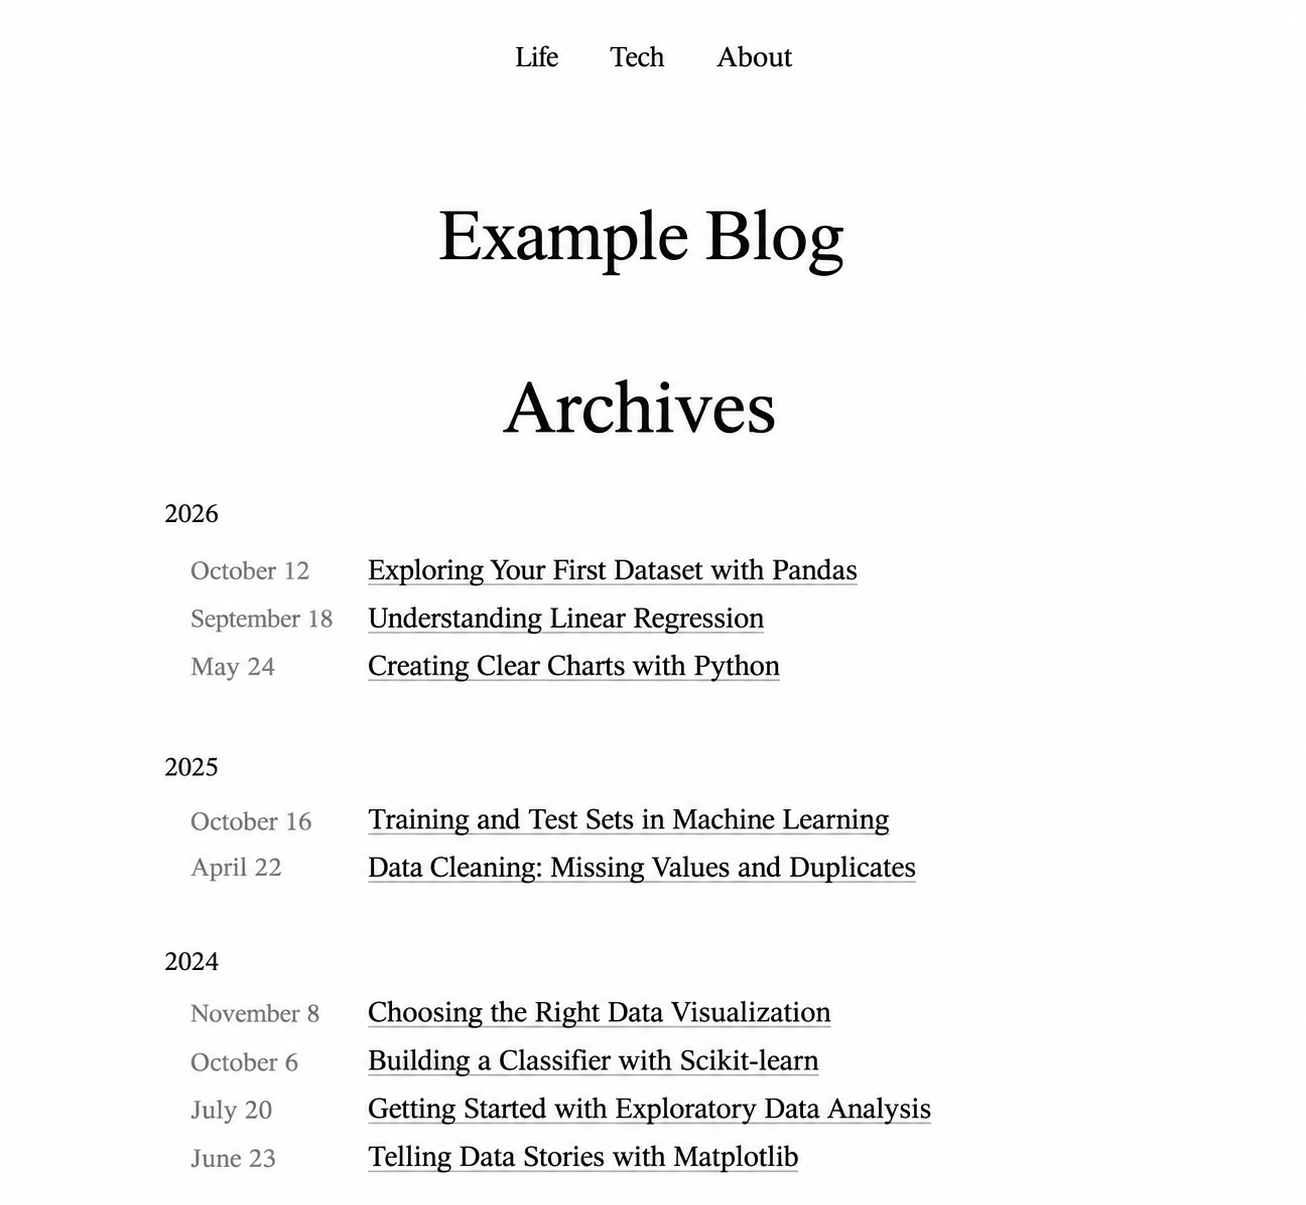 Life Tech About
Example Blog
Archives
2026
October 12 Exploring Your First Dataset with Pandas
September 18 Understanding Linear Regression
May 24 Creating Clear Charts with Python
2025
October 16 Training and Test Sets in Machine Learning
April 22 Data Cleaning: Missing Values and Duplicates
2024
November 8 Choosing the Right Data Visualization
October 6 Building a Classifier with Scikit-learn
July 20 Getting Started with Exploratory Data Analysis
June 23 Telling Data Stories with Matplotlib